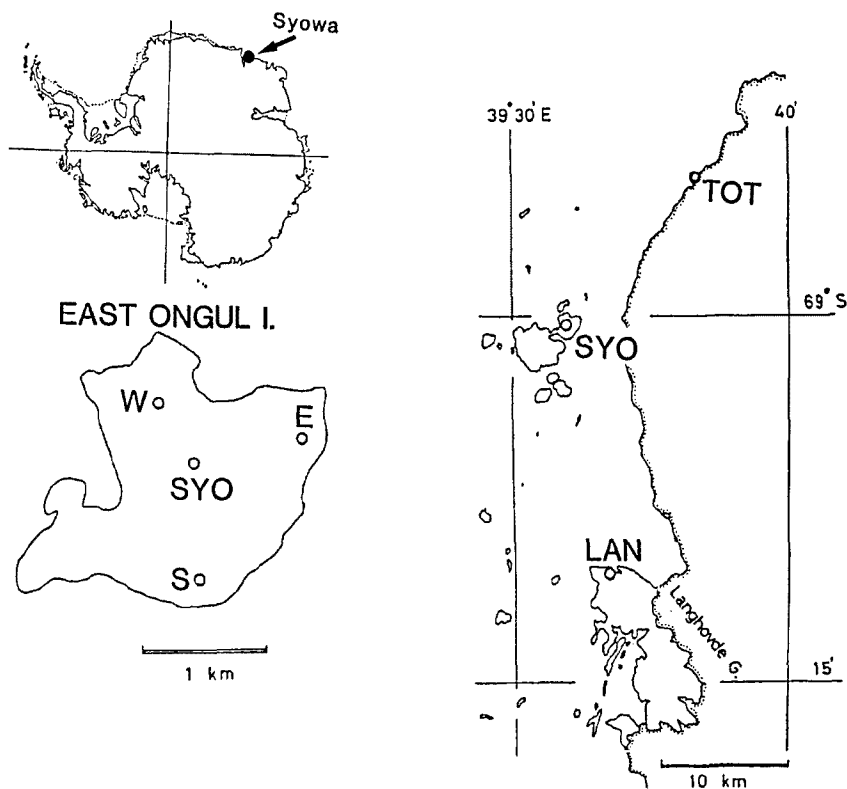 Syowa
EAST ONGUL I.
W
E
SYO
S
1 km
39° 30' E
40'
TOT
69° S
SYO
LAN
Langhovde G.
15'
10 km